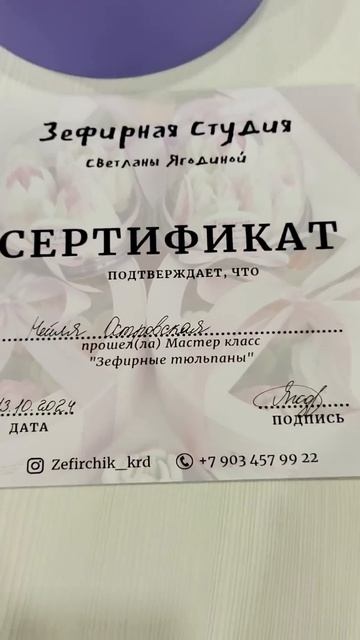 Зефирная Студия
Светланы Ягодиной
СЕРТИФИКАТ
ПОДТВЕРЖДАЕТ, ЧТО
Островская
прошел(ла) Мастер класс
"Зефирные тюльпаны"
13.10.2024
ДАТА
ПОДПИСЬ
Zefirchik_krd
+7 903 457 99 22